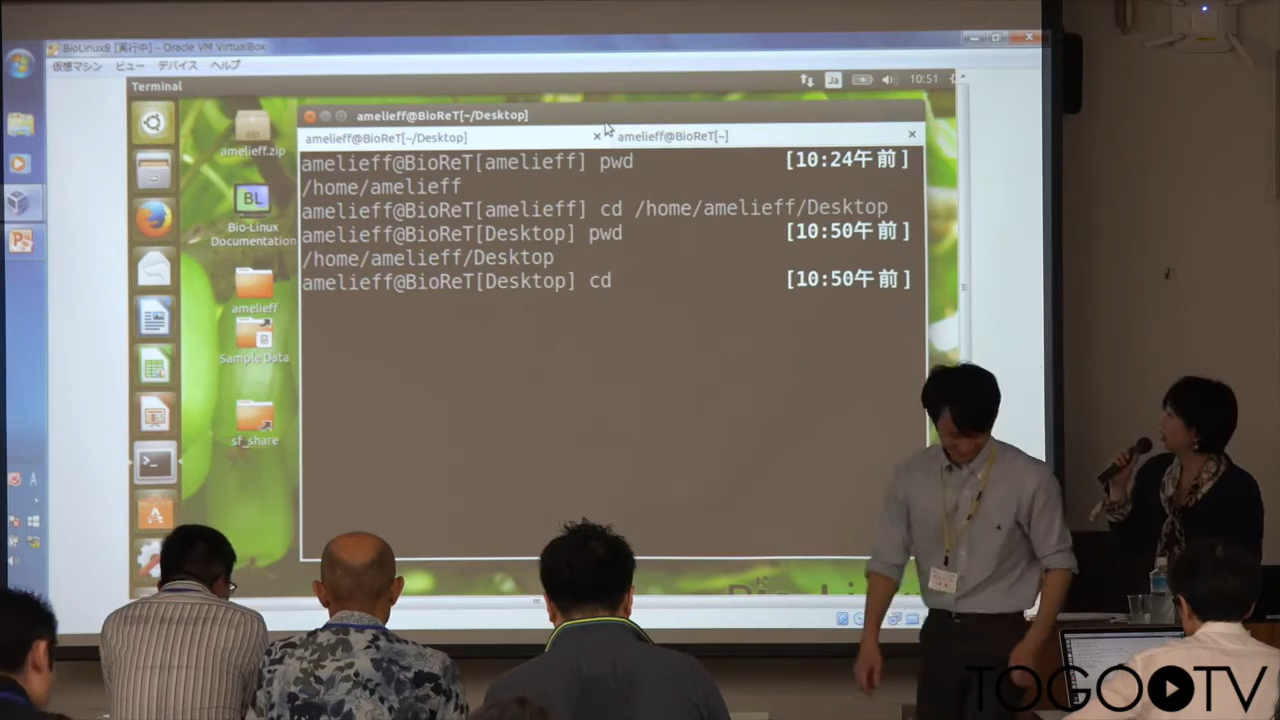 BioLinux8 [実行中] - Oracle VM VirtualBox
仮想マシン ビュー デバイス ヘルプ
Terminal
Ja
10:51
amelieff@BioReT[~/Desktop]
amelieff@BioReT[~/Desktop]
amelieff@BioReT[~]
amelieff@BioReT[amelieff] pwd [10:24午前]
/home/amelieff
amelieff@BioReT[amelieff] cd /home/amelieff/Desktop
amelieff@BioReT[Desktop] pwd [10:50午前]
/home/amelieff/Desktop
amelieff@BioReT[Desktop] cd [10:50午前]
zip
amelieff.zip
BL
Bio-Linux
Documentation
amelieff
Sample Data
sf_share
A
TOGOTV